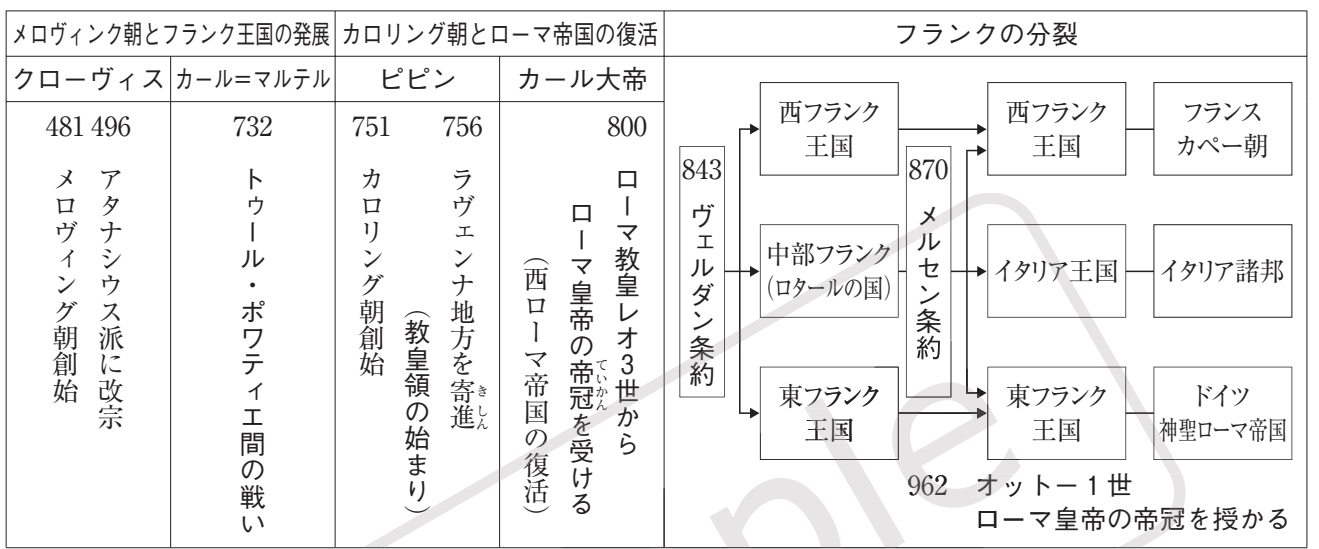 メロヴィンク朝とフランク王国の発展
カロリング朝とローマ帝国の復活
フランクの分裂
クローヴィス
カール＝マルテル
ピピン
カール大帝
481
メロヴィング朝創始
496
アタナシウス派に改宗
732
トゥール・ポワティエ間の戦い
751
カロリング朝創始
756
ラヴェンナ地方を寄進
きしん
（教皇領の始まり）
800
ローマ教皇レオ3世から
ローマ皇帝の帝冠を受ける
ていかん
（西ローマ帝国の復活）
843
ヴェルダン条約
西フランク
王国
中部フランク
(ロタールの国)
東フランク
王国
870
メルセン条約
西フランク
王国
イタリア王国
東フランク
王国
フランス
カペー朝
イタリア諸邦
ドイツ
神聖ローマ帝国
962 オットー1世
ローマ皇帝の帝冠を授かる
ple